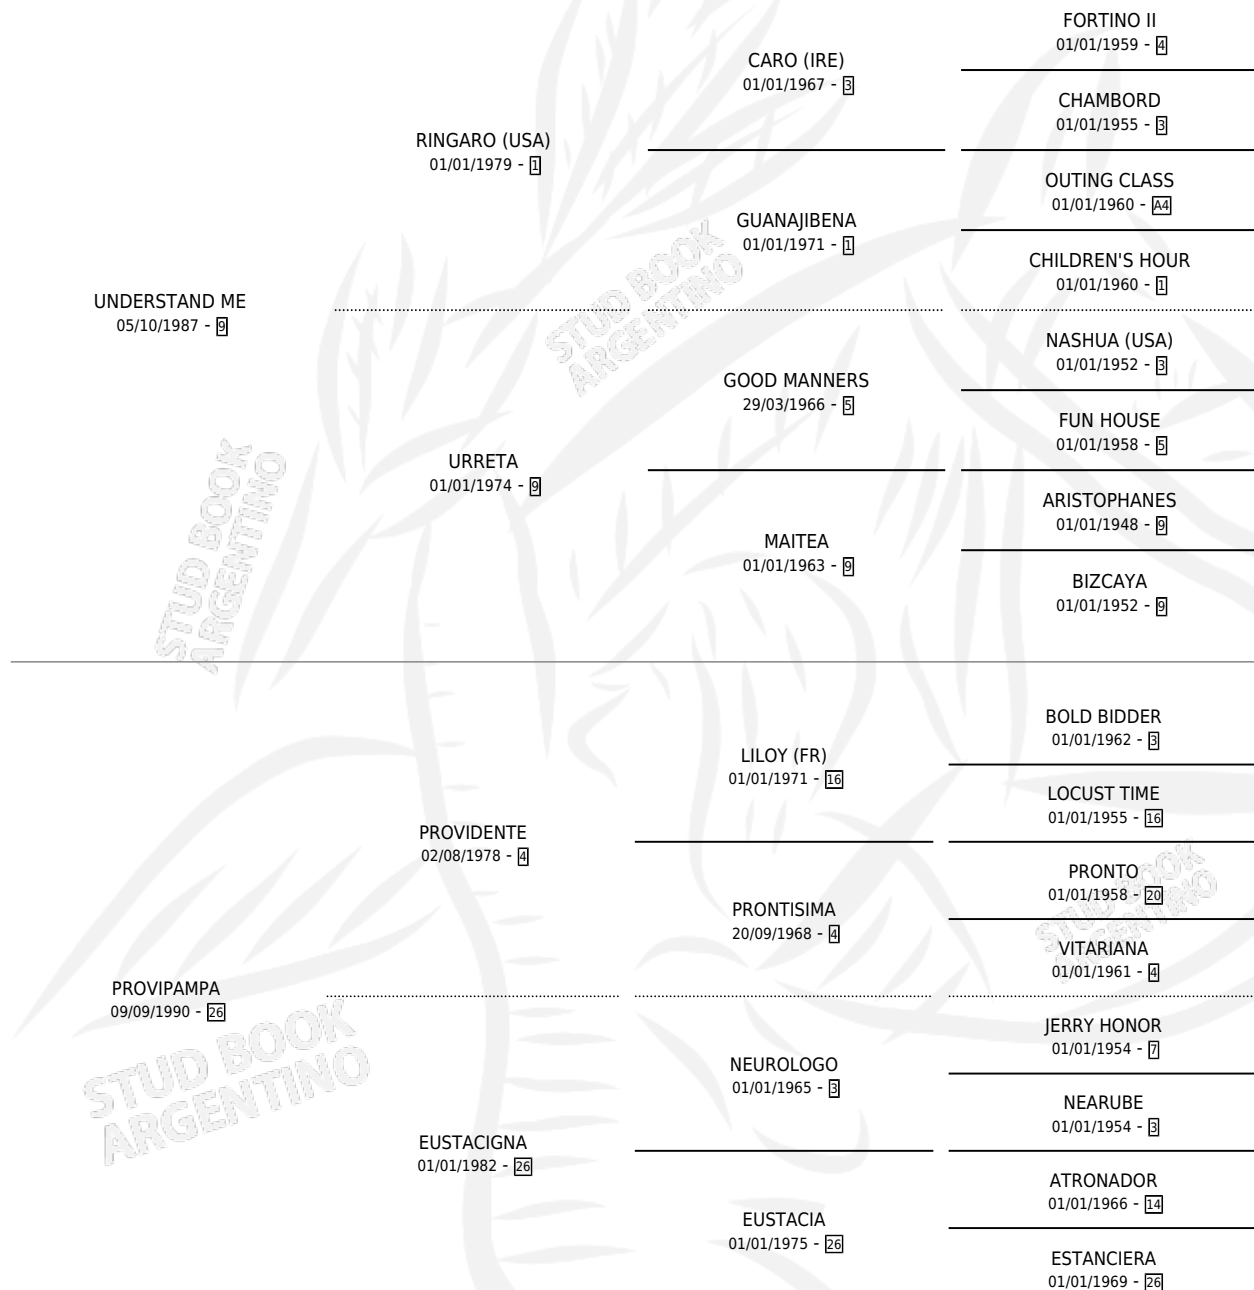 FORTINO II
01/01/1959 - 4
CARO (IRE)
01/01/1967 - 3
CHAMBORD
01/01/1955 - 3
RINGARO (USA)
01/01/1979 - 1
OUTING CLASS
01/01/1960 - A4
GUANAJIBENA
01/01/1971 - 1
CHILDREN'S HOUR
01/01/1960 - 1
UNDERSTAND ME
05/10/1987 - 9
NASHUA (USA)
01/01/1952 - 3
GOOD MANNERS
29/03/1966 - 5
FUN HOUSE
01/01/1958 - 5
URRETA
01/01/1974 - 9
ARISTOPHANES
01/01/1948 - 9
MAITEA
01/01/1963 - 9
BIZCAYA
01/01/1952 - 9
BOLD BIDDER
01/01/1962 - 3
LILOY (FR)
01/01/1971 - 16
LOCUST TIME
01/01/1955 - 16
PROVIDENTE
02/08/1978 - 4
PRONTO
01/01/1958 - 20
PRONTISIMA
20/09/1968 - 4
VITARIANA
01/01/1961 - 4
PROVIPAMPA
09/09/1990 - 26
JERRY HONOR
01/01/1954 - 7
NEUROLOGO
01/01/1965 - 3
NEARUBE
01/01/1954 - 3
EUSTACIGNA
01/01/1982 - 26
ATRONADOR
01/01/1966 - 14
EUSTACIA
01/01/1975 - 26
ESTANCIERA
01/01/1969 - 26
STUD BOOK
ARGENTINO
STUD BOOK
ARGENTINO
STUD BOOK
ARGENTINO
STUD BOOK
ARGENTINO